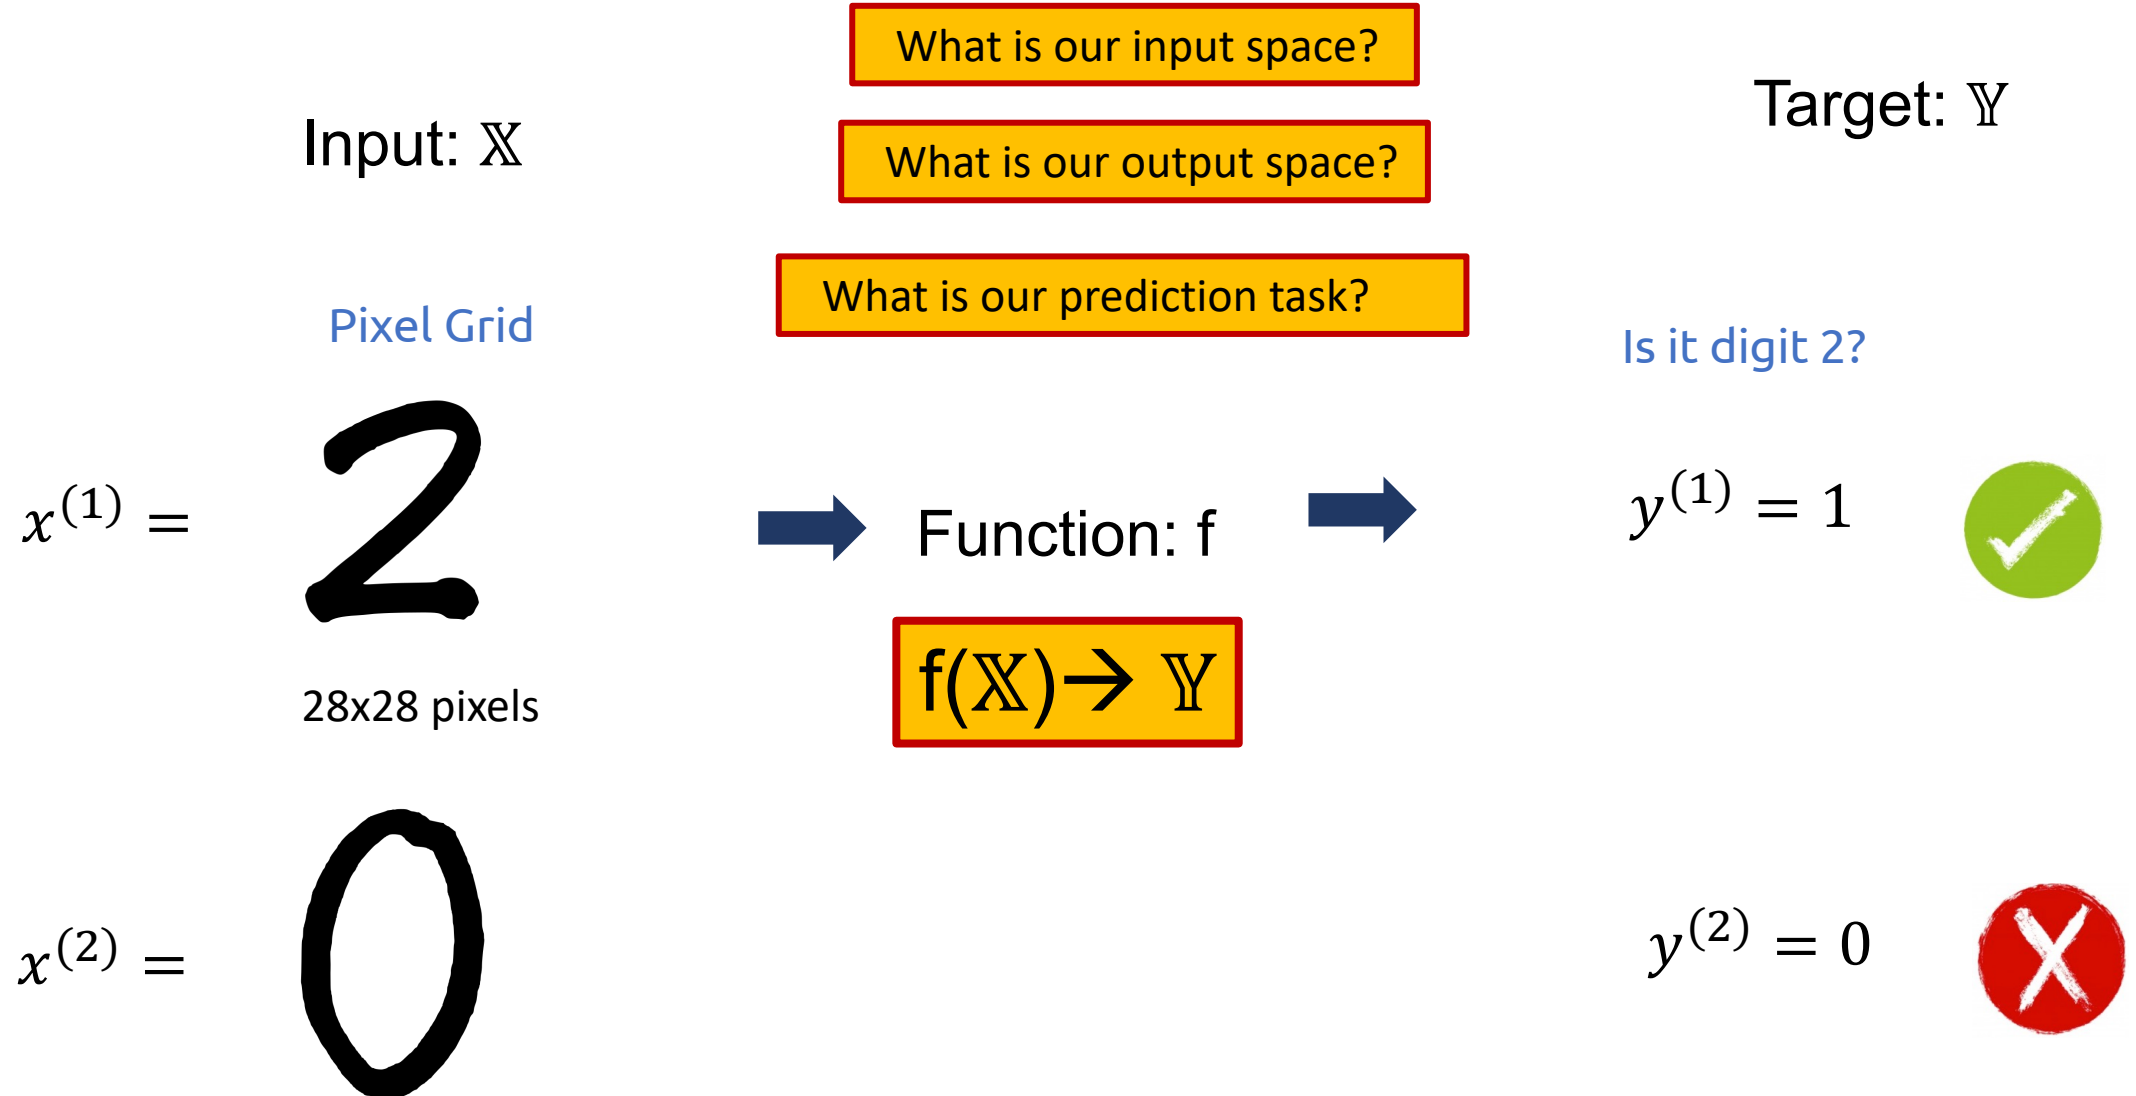 What is our input space?
Input: 𝕏
Target: 𝕐
What is our output space?
What is our prediction task?
Pixel Grid
Is it digit 2?
x^(1) =
2
Function: f
y^(1) = 1
f(𝕏)→ 𝕐
28x28 pixels
x^(2) =
0
y^(2) = 0